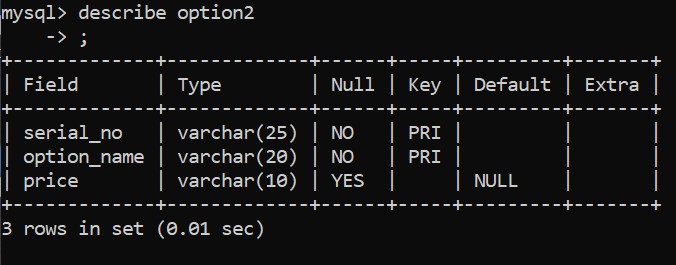 mysql> describe option2
    -> ;
+-------------+-------------+------+-----+---------+-------+
| Field       | Type        | Null | Key | Default | Extra |
+-------------+-------------+------+-----+---------+-------+
| serial_no   | varchar(25) | NO   | PRI |         |       |
| option_name | varchar(20) | NO   | PRI |         |       |
| price       | varchar(10) | YES  |     | NULL    |       |
+-------------+-------------+------+-----+---------+-------+
3 rows in set (0.01 sec)